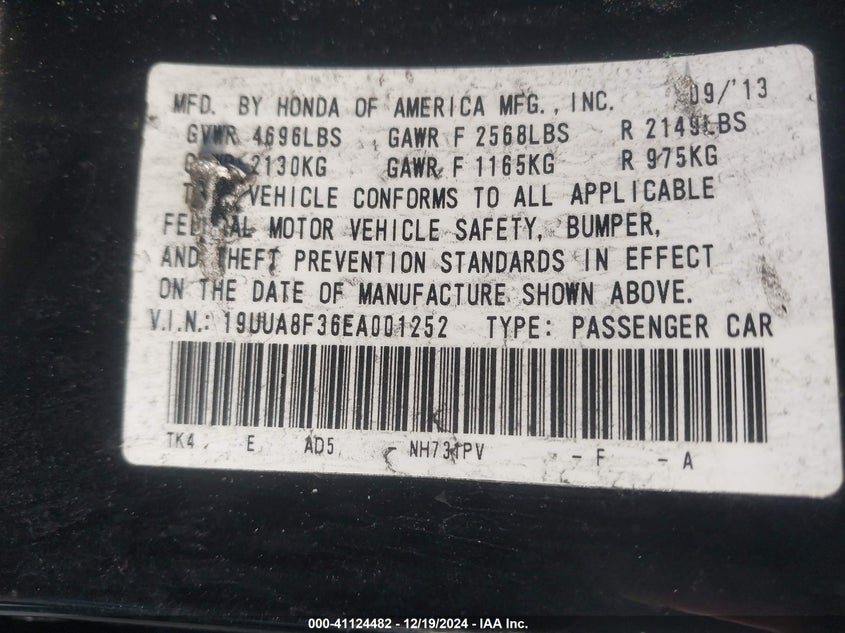 MFD. BY HONDA OF AMERICA MFG., INC. 09/'13
GVWR 4696LBS GAWR F 2568LBS R 2149LBS
2130KG GAWR F 1165KG R 975KG
VEHICLE CONFORMS TO ALL APPLICABLE
MOTOR VEHICLE SAFETY, BUMPER,
AND THEFT PREVENTION STANDARDS IN EFFECT
ON THE DATE OF MANUFACTURE SHOWN ABOVE.
V.I.N.: 19UUA8F36EA001252 TYPE: PASSENGER CAR
TK4 E AD5 NH731PV - F - A
000-41124482 - 12/19/2024 - IAA Inc.